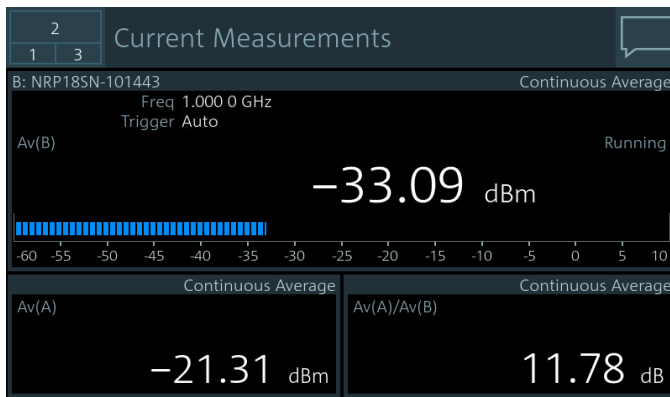 2
1 3
Current Measurements
B: NRP18SN-101443 Continuous Average
Freq 1.000 0 GHz
Trigger Auto
Av(B) Running
−33.09 dBm
-60 -55 -50 -45 -40 -35 -30 -25 -20 -15 -10 -5 0 5 10
Continuous Average
Av(A)
−21.31 dBm
Continuous Average
Av(A)/Av(B)
11.78 dB